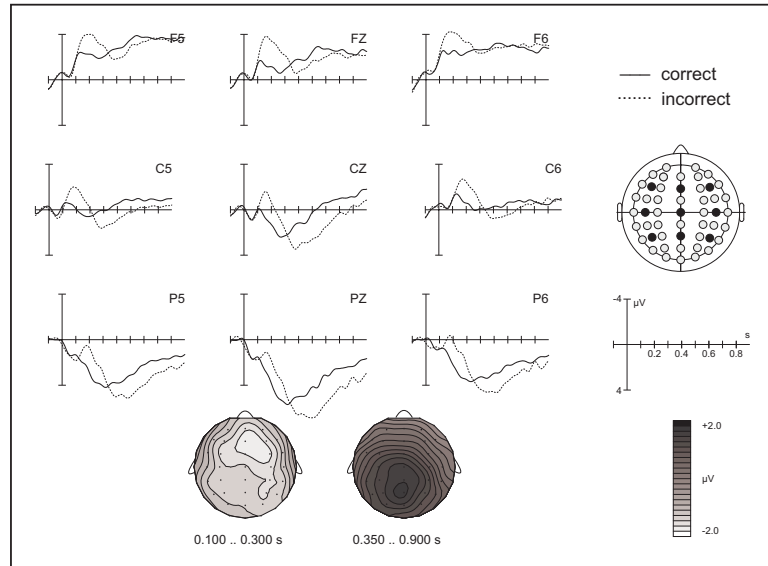 F5 FZ F6
correct
incorrect
C5 CZ C6
P5 PZ P6
-4
µV
s
0.2 0.4 0.6 0.8
4
+2.0
µV
-2.0
0.100 .. 0.300 s 0.350 .. 0.900 s